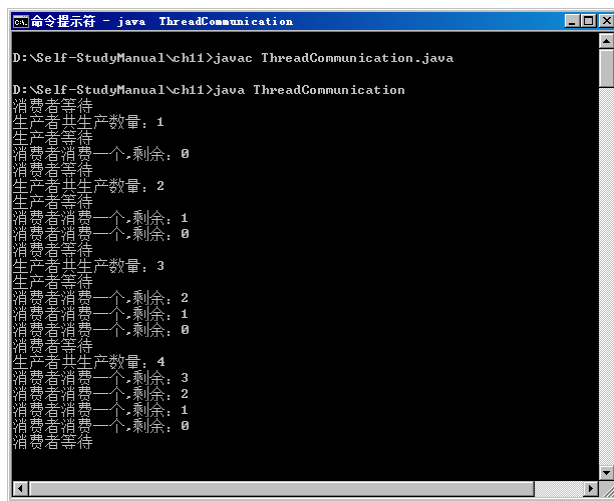 命令提示符 - java ThreadCommunication
D:\Self-StudyManual\ch11>javac ThreadCommunication.java
D:\Self-StudyManual\ch11>java ThreadCommunication
消费者等待
生产者共生产数量：1
生产者等待
消费者消费一个,剩余：0
消费者等待
生产者共生产数量：2
生产者等待
消费者消费一个,剩余：1
消费者消费一个,剩余：0
消费者等待
生产者共生产数量：3
生产者等待
消费者消费一个,剩余：2
消费者消费一个,剩余：1
消费者消费一个,剩余：0
消费者等待
生产者共生产数量：4
消费者消费一个,剩余：3
消费者消费一个,剩余：2
消费者消费一个,剩余：1
消费者消费一个,剩余：0
消费者等待